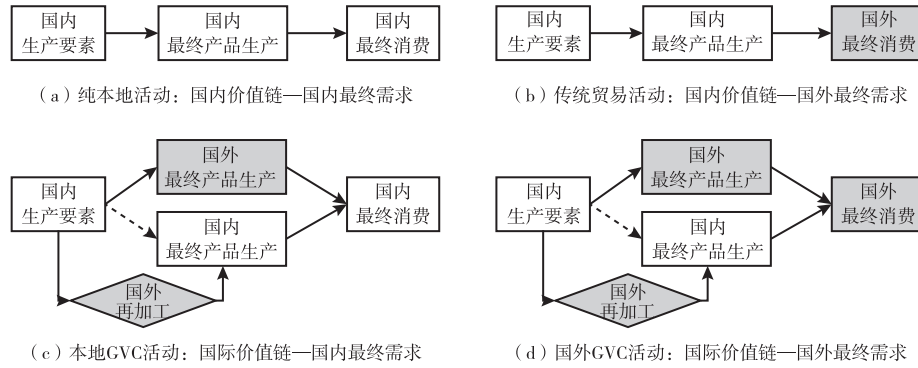 国内
生产要素
国内
最终产品生产
国内
最终消费
（a）纯本地活动：国内价值链—国内最终需求
国内
生产要素
国内
最终产品生产
国外
最终消费
（b）传统贸易活动：国内价值链—国外最终需求
国外
最终产品生产
国内
生产要素
国内
最终消费
国内
最终产品生产
国外
再加工
（c）本地GVC活动：国际价值链—国内最终需求
国外
最终产品生产
国内
生产要素
国外
最终消费
国内
最终产品生产
国外
再加工
（d）国外GVC活动：国际价值链—国外最终需求